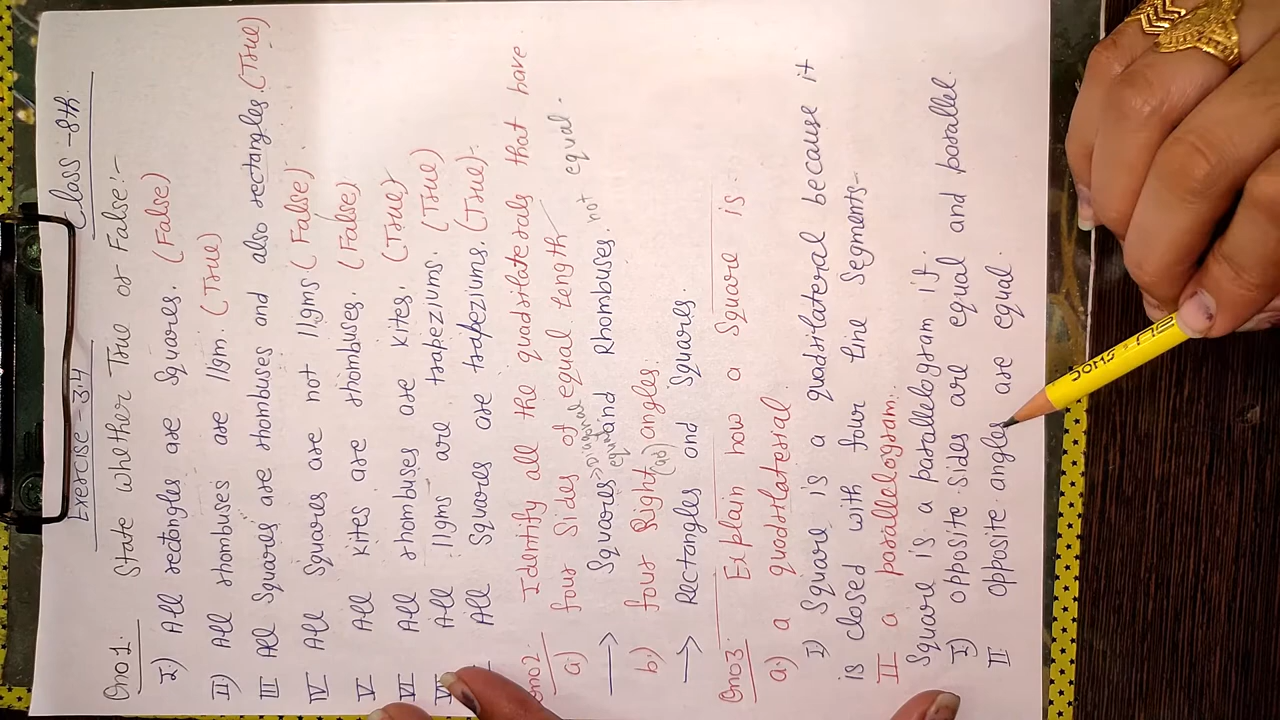 Exercise - 3.4 Class - 8th
Qno1. State whether True or False:-
I.) All rectangles are Squares. (False)
II) All rhombuses are llgm. (True)
III All Squares are rhombuses and also rectangles. (True)
IV All Squares are not llgms. (False)
V All kites are rhombuses. (False)
VI All rhombuses are kites. (True)
All llgms are trapeziums. (True)
All Squares are trapeziums. (True).
Qno2. Identify all the quadrilaterals that have
a) four Sides of equal length
→ Squares and Rhombuses. not equal.
b.) four Right angles.
→ Rectangles and Squares.
Qno3. Explain how a Square is.
a.) a quadrilaterial
I) Square is a quadrilateral because it
is closed with four line Segments-
II a parallelogram.
Square is a parallelogram if.
I) opposite sides are equal and parallel
II opposite angles are equal.
DOMS